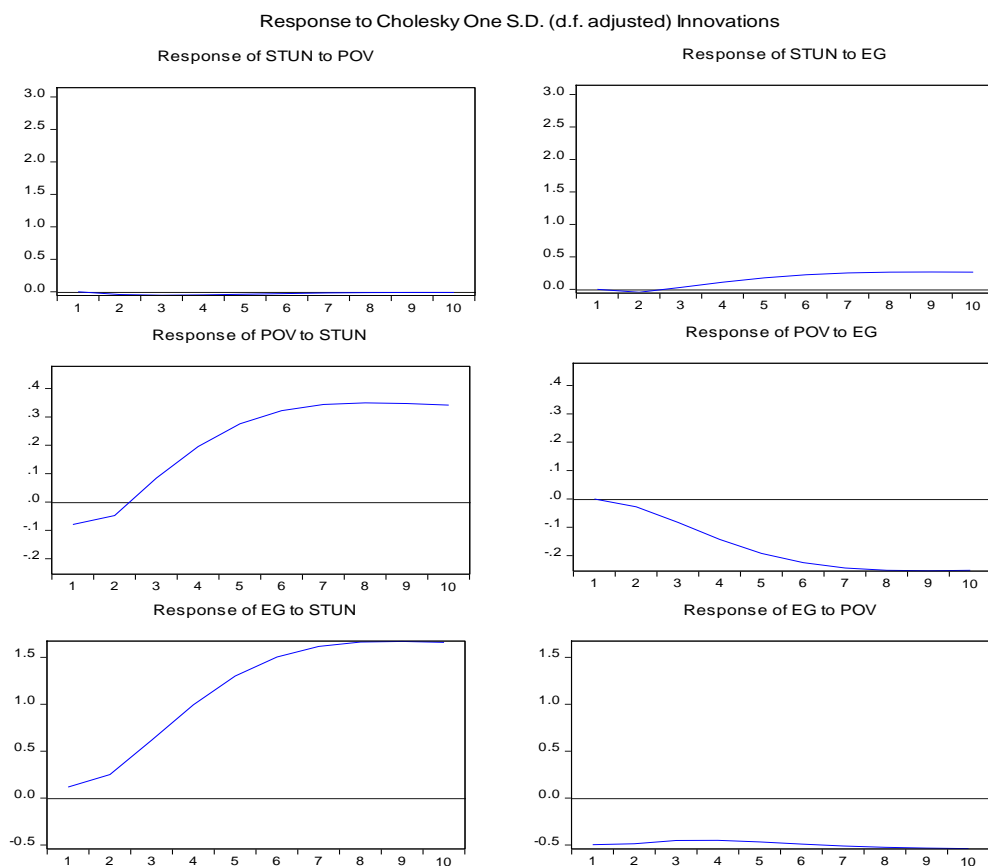 Response to Cholesky One S.D. (d.f. adjusted) Innovations
Response of STUN to POV
3.0
2.5
2.0
1.5
1.0
0.5
0.0
1 2 3 4 5 6 7 8 9 10
Response of STUN to EG
3.0
2.5
2.0
1.5
1.0
0.5
0.0
1 2 3 4 5 6 7 8 9 10
Response of POV to STUN
.4
.3
.2
.1
.0
-.1
-.2
1 2 3 4 5 6 7 8 9 10
Response of POV to EG
.4
.3
.2
.1
.0
-.1
-.2
1 2 3 4 5 6 7 8 9 10
Response of EG to STUN
1.5
1.0
0.5
0.0
-0.5
1 2 3 4 5 6 7 8 9 10
Response of EG to POV
1.5
1.0
0.5
0.0
-0.5
1 2 3 4 5 6 7 8 9 10